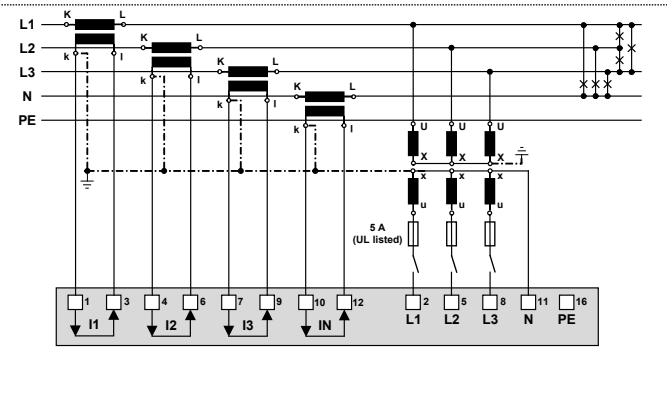 K L
L1
K L
L2
k l
K L
L3
k l
K L
N
k l
PE
k l
U U U
X X X
x x x
u u u
5 A
(UL listed)
1 3 4 6 7 9 10 12 2 5 8 11 16
I1 I2 I3 IN L1 L2 L3 N PE